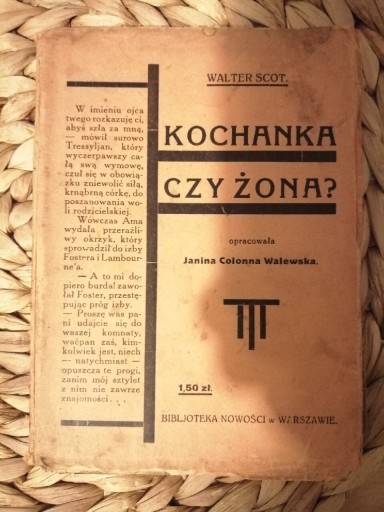 WALTER SCOT.
KOCHANKA
CZY ŻONA?
opracowała
Janina Colonna Walewska.
1,50 zł.
BIBLJOTEKA NOWOŚCI w WARSZAWIE.
W imieniu ojca
twego rozkazuję ci,
abyś szła za mną,
— mówił surowo
Tressyljan, który
wyczerpawszy ca-
łą swą wymowę,
czuł się w obowią-
zku zniewolić siłą,
krnąbrną córkę, do
poszanowania wo-
li rodzicielskiej.
Wówczas Ama
wydała przeraźli-
wy okrzyk, który
sprowadził do izby
Fostera i Lambour-
ne'a.
— A to mi do-
piero burda! zawo-
łał Foster, przestę-
pując próg izby.
— Proszę was pa-
ni udajcie się do
waszej komnaty,
waćpan zaś, kim-
kolwiek jest, niech
— natychmiast —
opuszcza te progi,
zanim mój sztylet
z nim nie zawrze
znajomości . . .